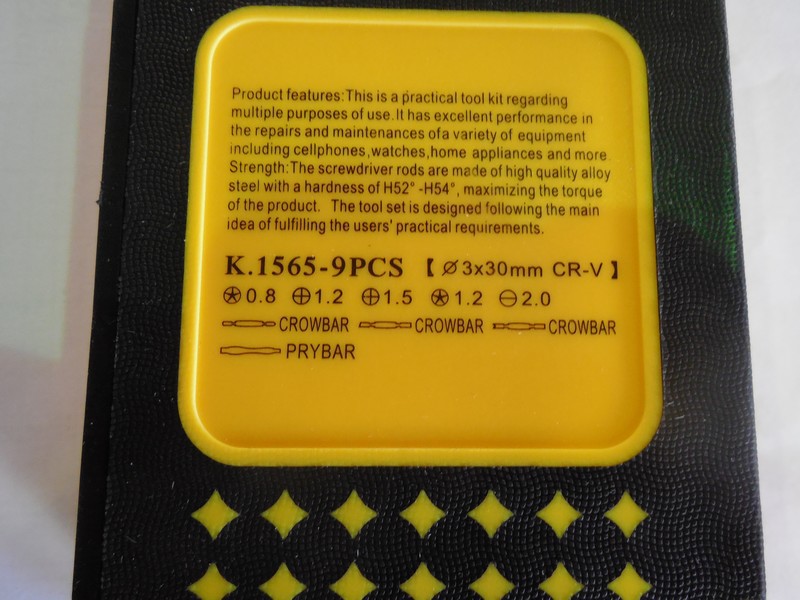 Product features:This is a practical tool kit regarding
multiple purposes of use.It has excellent performance in
the repairs and maintenances ofa variety of equipment
including cellphones,watches,home appliances and more
Strength:The screwdriver rods are made of high quality alloy
steel with a hardness of H52° -H54°, maximizing the torque
of the product. The tool set is designed following the main
idea of fulfilling the users' practical requirements.
K.1565-9PCS 【 Ø3x30mm CR-V 】
0.8 1.2 1.5 1.2 2.0
CROWBAR CROWBAR CROWBAR
PRYBAR